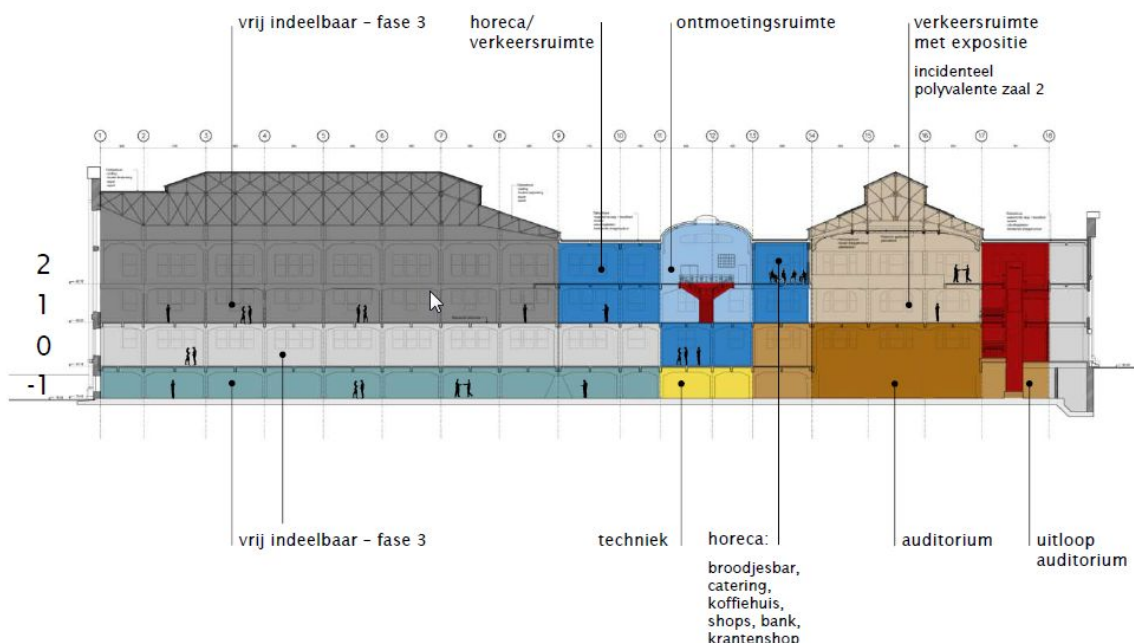 vrij indeelbaar – fase 3
horeca/
verkeersruimte
ontmoetingsruimte
verkeersruimte
met expositie
incidenteel
polyvalente zaal 2
1 2 3 4 5 6 7 8 9 10 11 12 13 14 15 16 17 18
2
1
0
-1
vrij indeelbaar – fase 3
techniek
horeca:
broodjesbar,
catering,
koffiehuis,
shops, bank,
krantenshop
auditorium
uitloop
auditorium